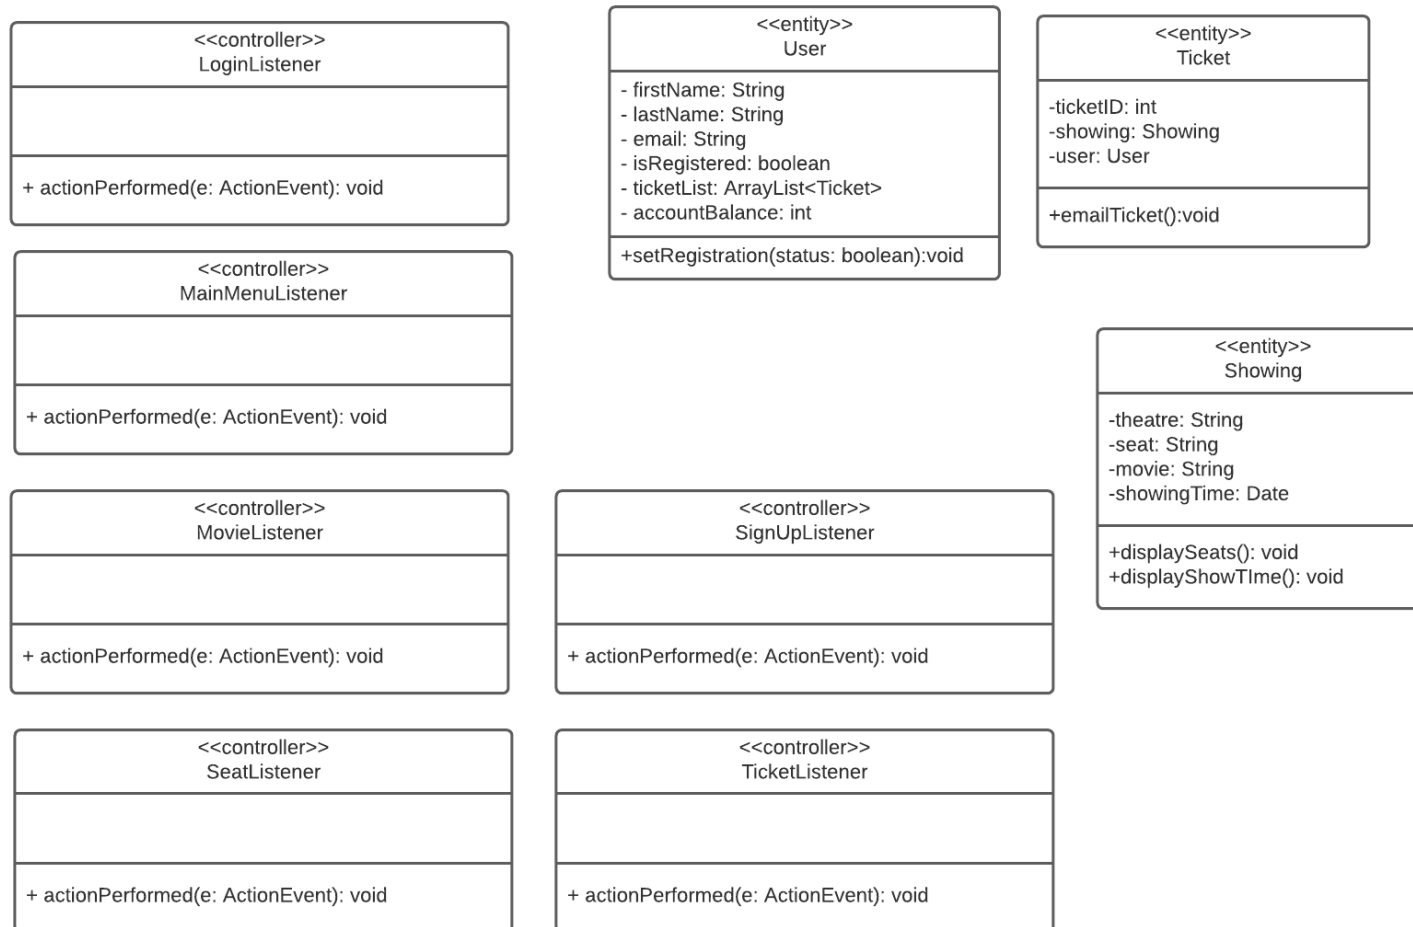 <<controller>>
LoginListener
+ actionPerformed(e: ActionEvent): void
<<entity>>
User
- firstName: String
- lastName: String
- email: String
- isRegistered: boolean
- ticketList: ArrayList<Ticket>
- accountBalance: int
+setRegistration(status: boolean):void
<<entity>>
Ticket
-ticketID: int
-showing: Showing
-user: User
+emailTicket():void
<<controller>>
MainMenuListener
+ actionPerformed(e: ActionEvent): void
<<entity>>
Showing
-theatre: String
-seat: String
-movie: String
-showingTime: Date
+displaySeats(): void
+displayShowTIme(): void
<<controller>>
MovieListener
+ actionPerformed(e: ActionEvent): void
<<controller>>
SignUpListener
+ actionPerformed(e: ActionEvent): void
<<controller>>
SeatListener
+ actionPerformed(e: ActionEvent): void
<<controller>>
TicketListener
+ actionPerformed(e: ActionEvent): void